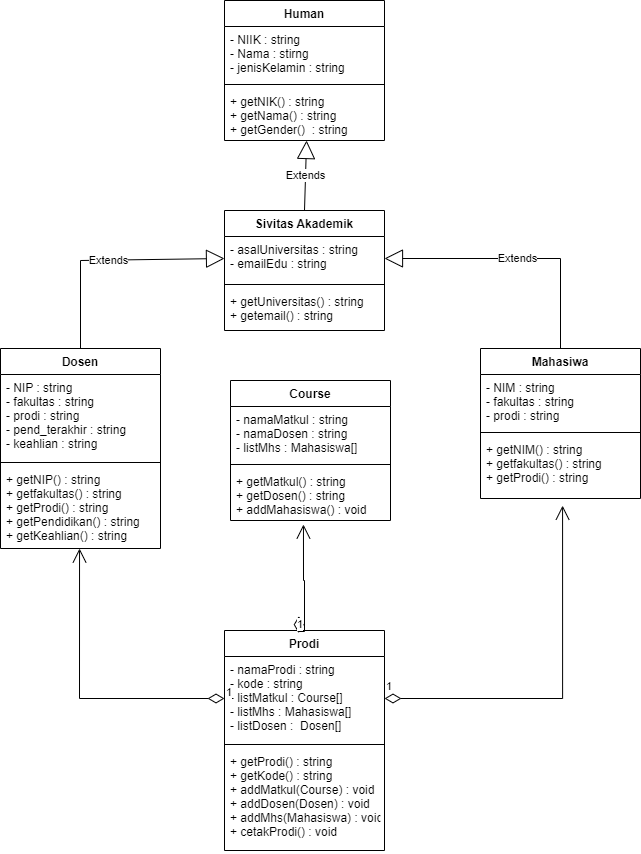 Human
- NIIK : string
- Nama : stirng
- jenisKelamin : string
+ getNIK() : string
+ getNama() : string
+ getGender()  : string
Extends
Sivitas Akademik
- asalUniversitas : string
- emailEdu : string
+ getUniversitas() : string
+ getemail() : string
Extends
Extends
Dosen
- NIP : string
- fakultas : string
- prodi : string
- pend_terakhir : string
- keahlian : string
+ getNIP() : string
+ getfakultas() : string
+ getProdi() : string
+ getPendidikan() : string
+ getKeahlian() : string
Course
- namaMatkul : string
- namaDosen : string
- listMhs : Mahasiswa[]
+ getMatkul() : string
+ getDosen() : string
+ addMahasiswa() : void
Mahasiwa
- NIM : string
- fakultas : string
- prodi : string
+ getNIM() : string
+ getfakultas() : string
+ getProdi() : string
1
1
1
Prodi
- namaProdi : string
- kode : string
- listMatkul : Course[]
- listMhs : Mahasiswa[]
- listDosen :  Dosen[]
+ getProdi() : string
+ getKode() : string
+ addMatkul(Course) : void
+ addDosen(Dosen) : void
+ addMhs(Mahasiswa) : void
+ cetakProdi() : void